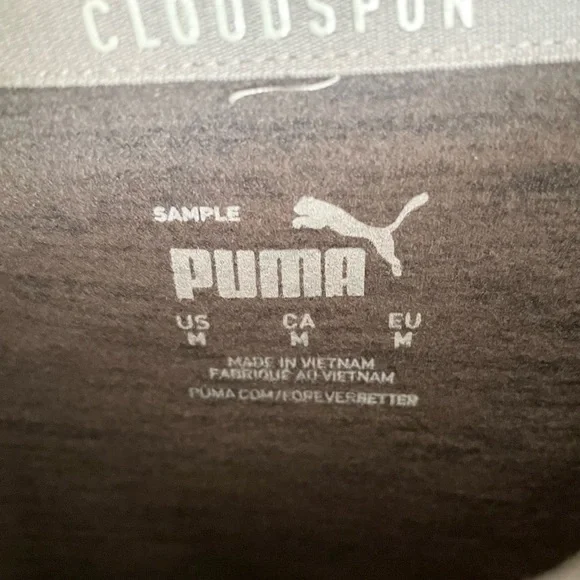 CLOUDSPUN
SAMPLE
PUMA
US CA EU
M M M
MADE IN VIETNAM
FABRIQUÉ AU VIETNAM
PUMA.COM/FOREVERBETTER